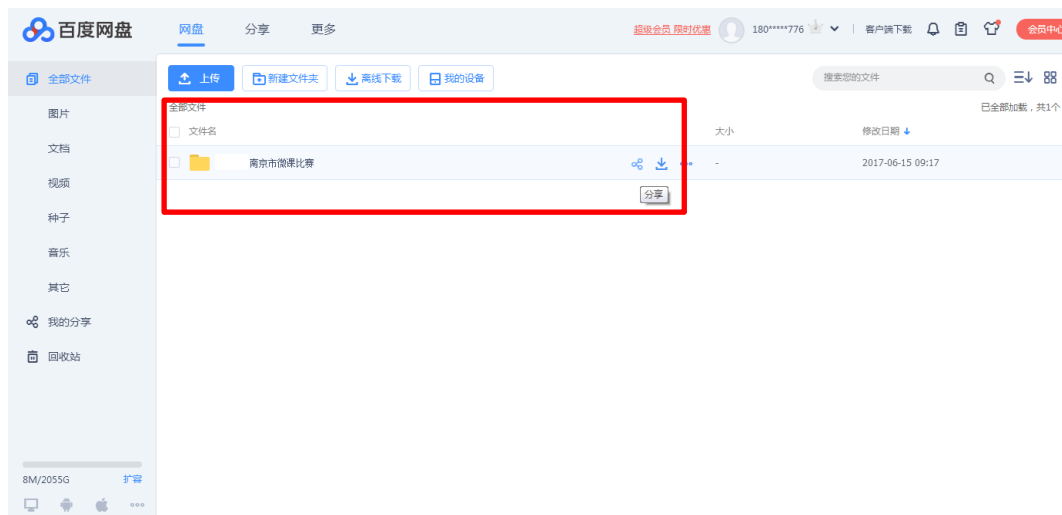 百度网盘 网盘 分享 更多 超级会员 限时优惠 180*****776 客户端下载 会员中心
全部文件
图片
文档
视频
种子
音乐
其它
我的分享
回收站
8M/2055G 扩容
上传 新建文件夹 离线下载 我的设备 搜索您的文件
全部文件 已全部加载，共1个
文件名 大小 修改日期
南京市微课比赛 - 2017-06-15 09:17
分享